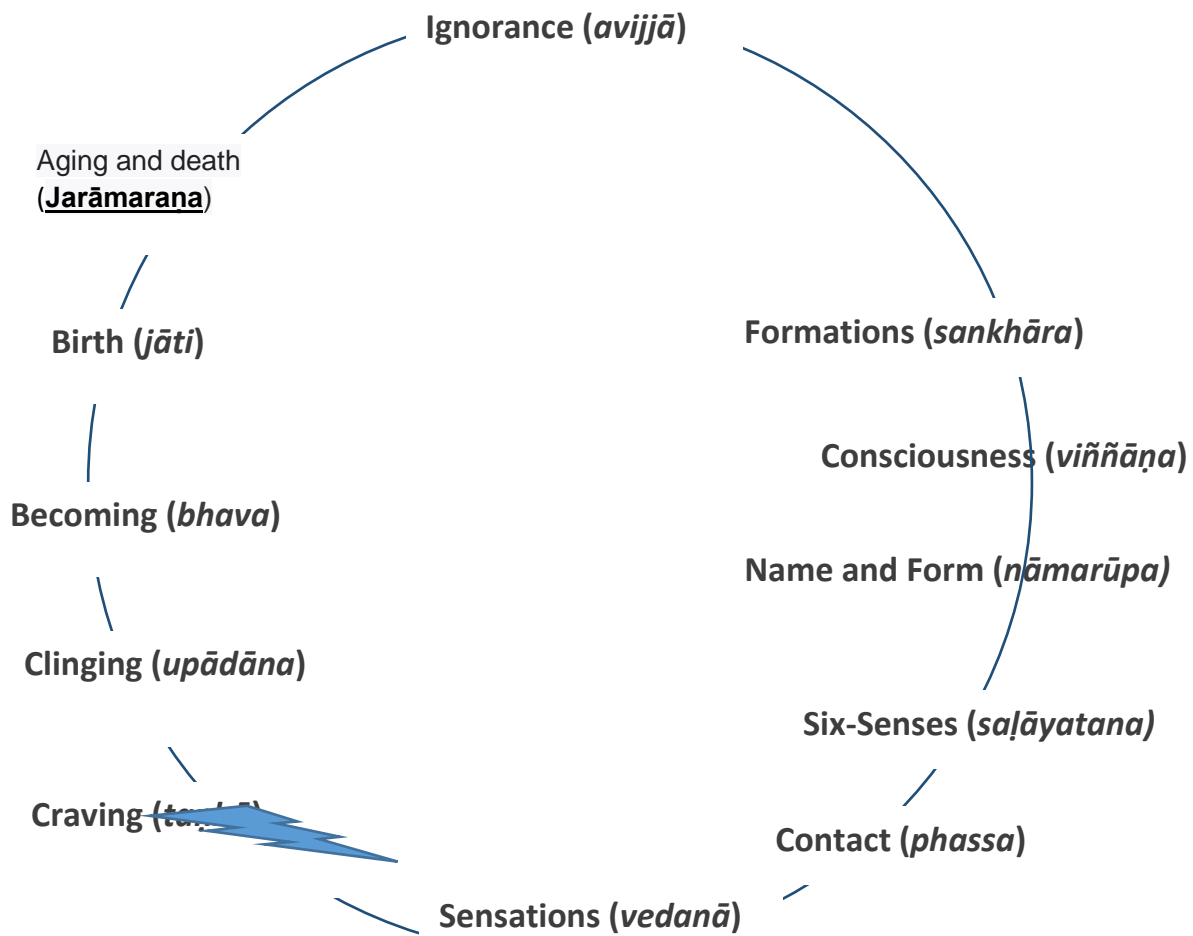 Ignorance (avijjā)
Aging and death
(Jarāmaraṇa)
Birth (jāti)
Formations (sankhāra)
Consciousness (viññāṇa)
Becoming (bhava)
Name and Form (nāmarūpa)
Clinging (upādāna)
Six-Senses (saḷāyatana)
Craving (
Contact (phassa)
Sensations (vedanā)